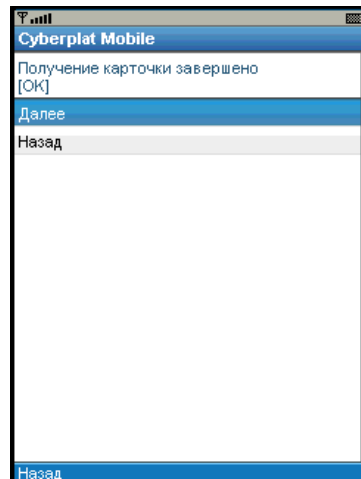 Cyberplat Mobile
Получение карточки завершено
[OK]
Далее
Назад
Назад